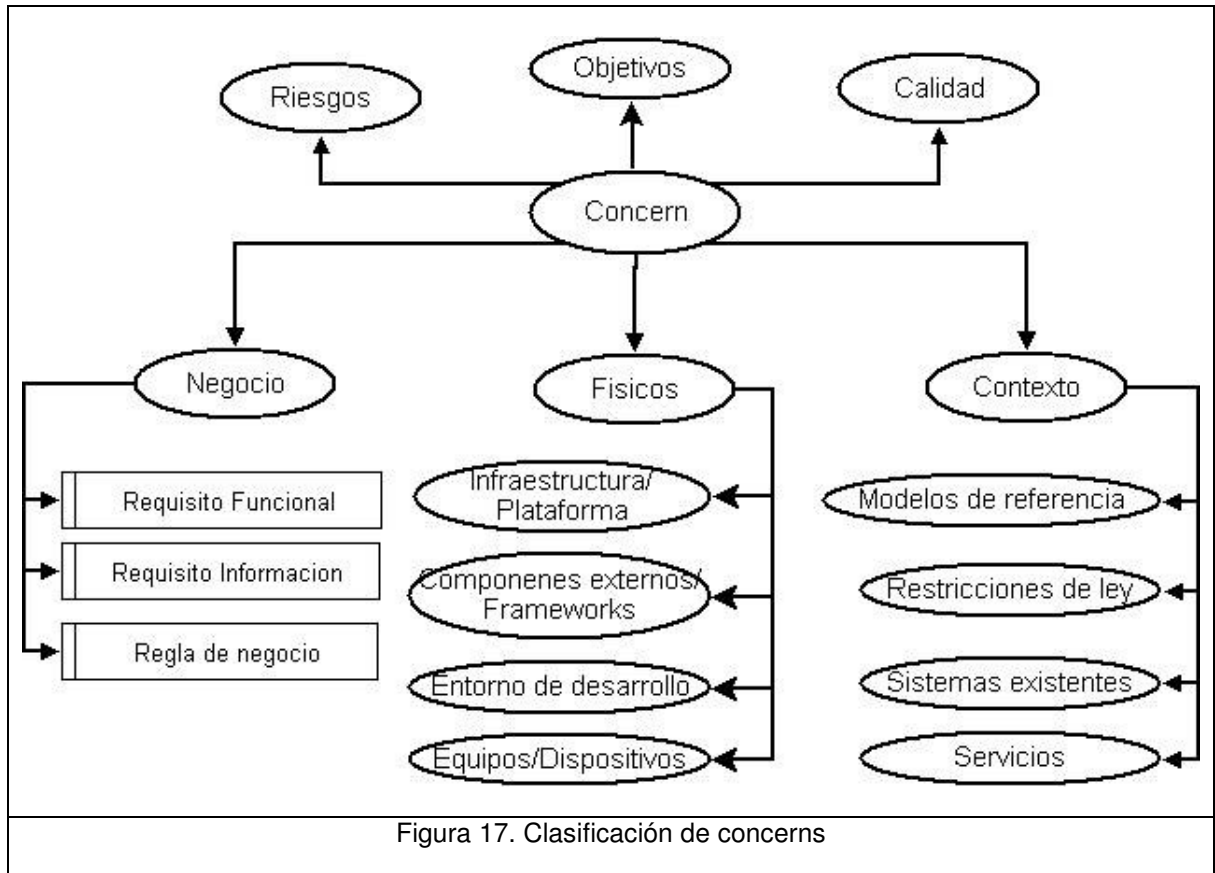 Objetivos
Riesgos
Calidad
Concern
Negocio
Fisicos
Contexto
Requisito Funcional
Requisito Informacion
Regla de negocio
Infraestructura/
Plataforma
Componenes externos/
Frameworks
Entorno de desarrollo
Equipos/Dispositivos
Modelos de referencia
Restricciones de ley
Sistemas existentes
Servicios
Figura 17. Clasificación de concerns